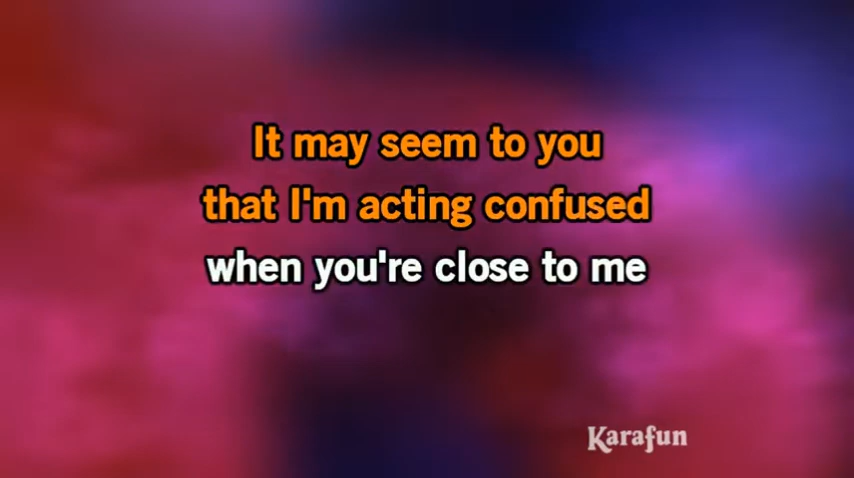 It may seem to you
that I'm acting confused
when you're close to me
Karafun